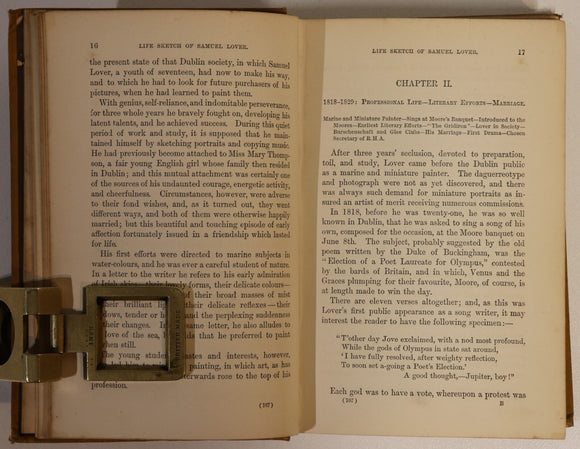 16 LIFE SKETCH OF SAMUEL LOVER.
the present state of that Dublin society, in which Samuel
Lover, a youth of seventeen, had now to make his way,
and to which he had to look for future purchasers of his
pictures, when he had learned to paint them.
With genius, self-reliance, and indomitable perseverance,
for three whole years he bravely fought on, developing his
latent talents, and he achieved success. During this quiet
period of work and study, it is supposed that he main-
tained himself by sketching portraits and copying music.
He had previously become attached to Miss Mary Thomp-
son, a fair young English girl whose family then resided
in Dublin; and this mutual attachment was certainly one
of the sources of his undaunted courage, energetic activity,
and cheerfulness. Circumstances, however, were adverse
to their fond wishes, and, as it turned out, they went
different ways, and both of them were otherwise happily
married; but this beautiful and touching episode of early
affection fortunately issued in a friendship which lasted
for life.
His first efforts were directed to marine subjects in
water-colours, and he was ever a careful student of nature.
In a letter to the writer he refers to his early admiration
of Irish skies—their lovely forms, their delicate colours—
their brilliant of their broad masses of mist
dows, tender or their delicate reflexes—their
their changes. In and the perplexing suddenness
love of the sea, same letter, he also alludes to
when still. that he preferred to paint
The young stud tastes and interests, however,
painting, in which art, as has
rwards rose to the top of his
profession.
(187)
LIFE SKETCH OF SAMUEL LOVER. 17
CHAPTER II.
1818-1829: Professional Life—Literary Efforts—Marriage.
Marine and Miniature Painter—Sings at Moore's Banquet—Introduced to the
Moores—Earliest Literary Efforts—"The Gridiron"—Lover in Society—
Burschenschaft and Glee Clubs—His Marriage—First Drama—Chosen
Secretary of R.H.A.
After three years' seclusion, devoted to preparation,
toil, and study, Lover came before the Dublin public
as a marine and miniature painter. The daguerreotype
and photograph were not as yet discovered, and there
was always much demand for miniature portraits as in-
sured an artist of merit receiving numerous commissions.
In 1818, before he was twenty-one, he was so well
known in Dublin, that he was asked to sing a song of his
own, composed for the occasion, at the Moore banquet on
June 8th. The subject, probably suggested by the old
poem written by the Duke of Buckingham, was the
"Election of a Poet Laureate for Olympus," contested
by the bards of Britain, and in which, Venus and the
Graces plumping for their favourite, Moore, of course, is
at length made to win the day.
There are eleven verses altogether; and, as this was
Lover's first public appearance as a song writer, it may
interest the reader to have the following specimen:—
"T'other day Jove exclaimed, with a nod most profound,
While the gods of Olympus in state sat around,
'I have fully resolved, after weighty reflection,
To soon set a-going a Poet's Election.'
A good thought,—Jupiter, boy!"
Each god was to have a vote, whereupon a protest was
(187) B